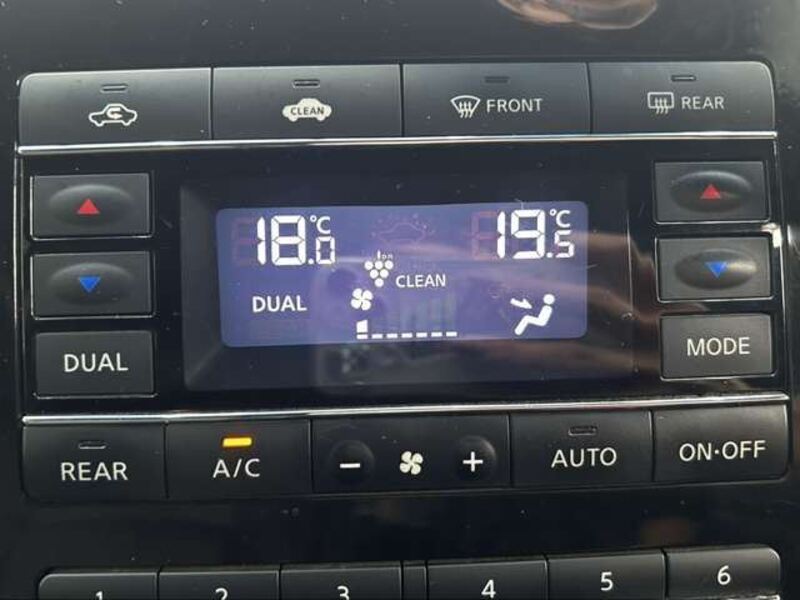 CLEAN FRONT REAR
18.0°C 19.5°C
ion
CLEAN
DUAL
DUAL MODE
REAR A/C − + AUTO ON·OFF
1 2 3 4 5 6